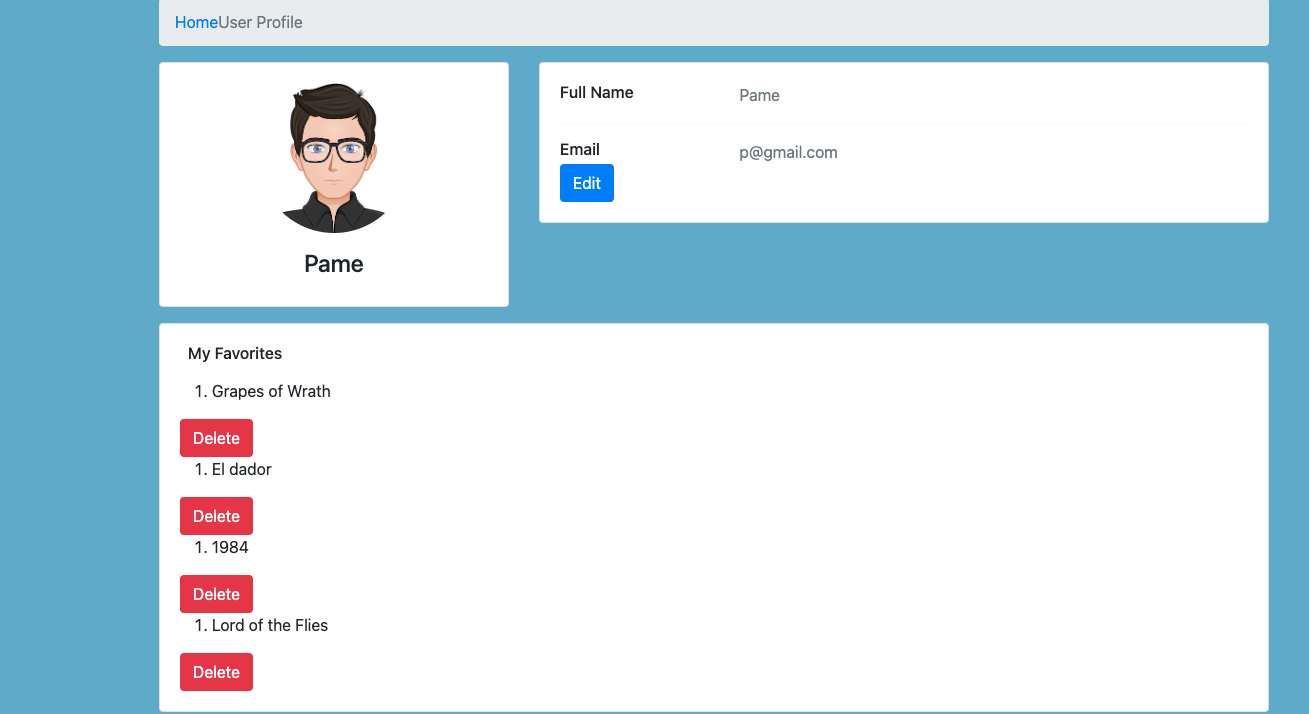 HomeUser Profile
Pame
Full Name Pame
Email p@gmail.com
Edit
My Favorites
1. Grapes of Wrath
Delete
1. El dador
Delete
1. 1984
Delete
1. Lord of the Flies
Delete